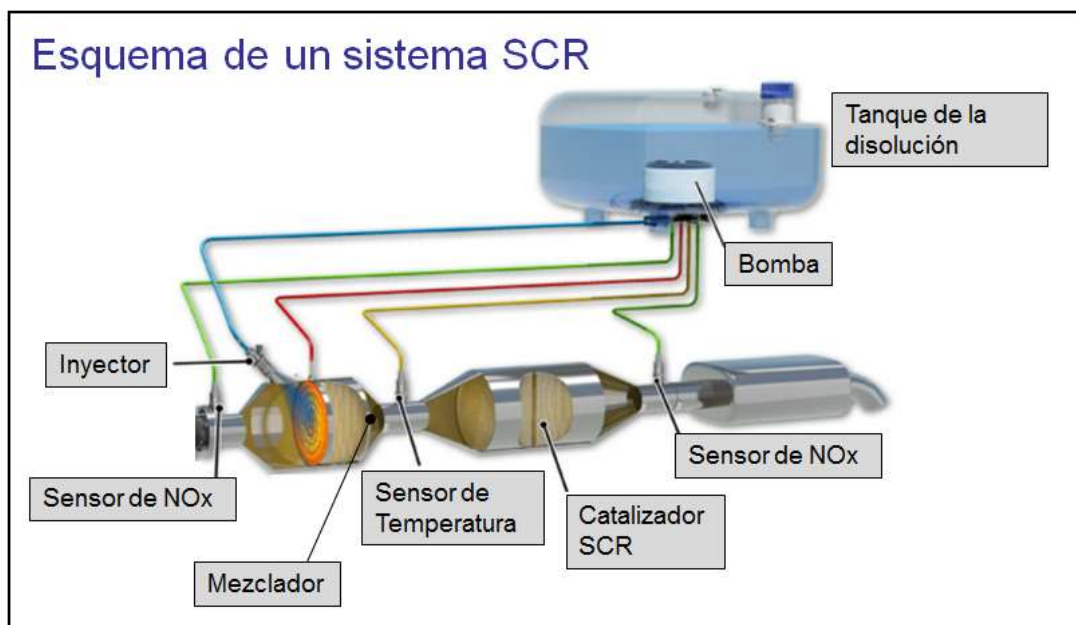 Esquema de un sistema SCR
Tanque de la
disolución
Bomba
Inyector
Sensor de NOx
Sensor de NOx
Sensor de
Temperatura
Catalizador
SCR
Mezclador